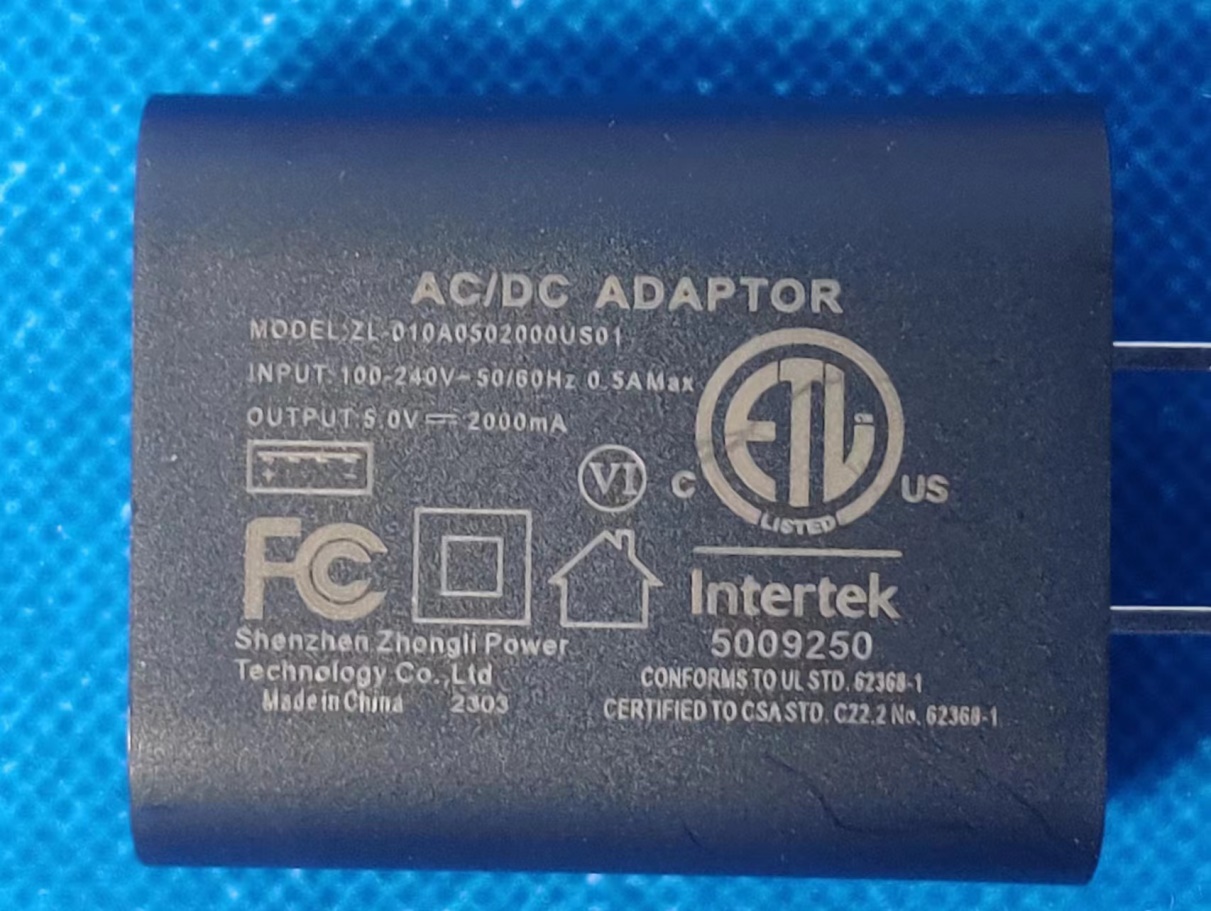 AC/DC ADAPTOR
MODEL:ZL-010A0502000US01
INPUT: 100-240V~50/60Hz 0.5AMax
OUTPUT:5.0V⎓2000mA
VI
C ETL US
LISTED
FC
Intertek
5009250
Shenzhen Zhongli Power
Technology Co.,Ltd
Made in China 2303
CONFORMS TO UL STD. 62368-1
CERTIFIED TO CSA STD. C22.2 No. 62368-1